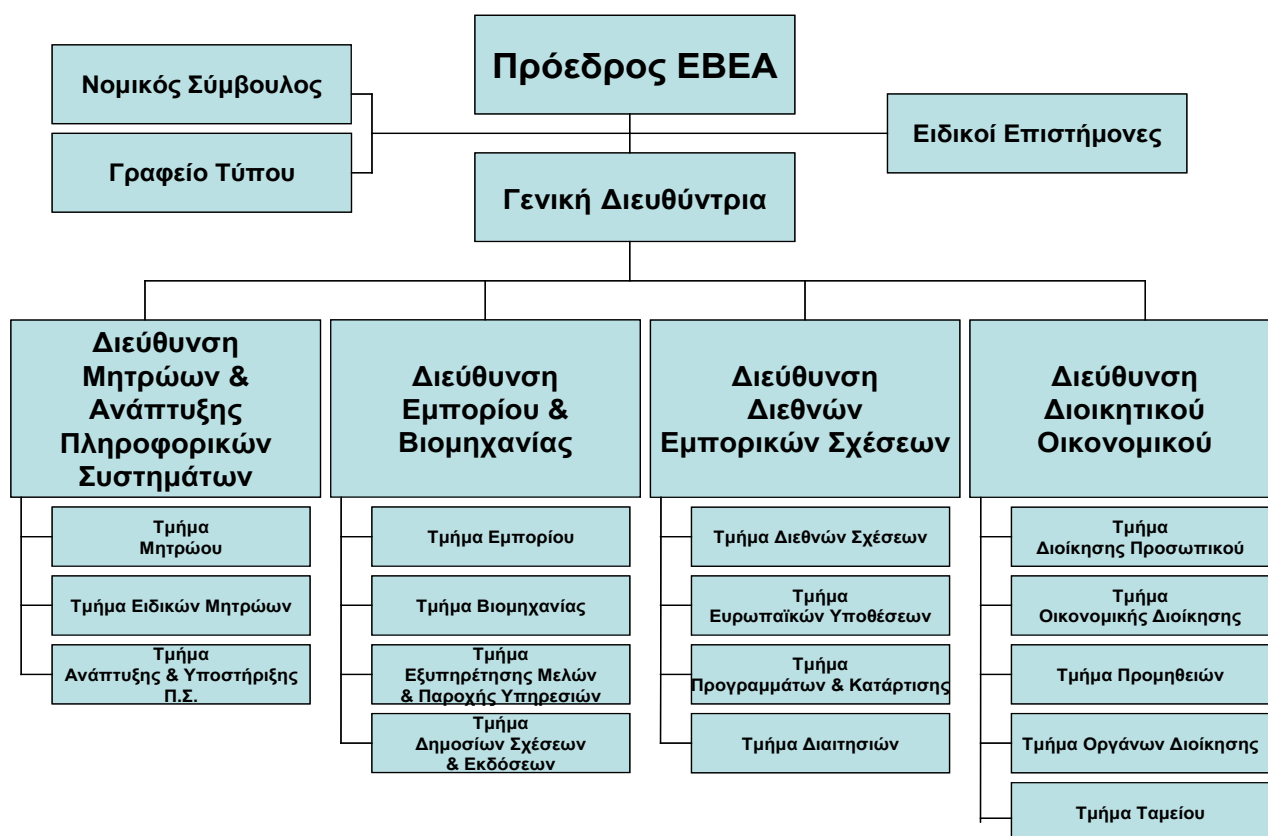 Πρόεδρος ΕΒΕΑ
Νομικός Σύμβουλος
Γραφείο Τύπου
Ειδικοί Επιστήμονες
Γενική Διευθύντρια
Διεύθυνση
Μητρώων &
Ανάπτυξης
Πληροφορικών
Συστημάτων
Τμήμα
Μητρώου
Τμήμα Ειδικών Μητρώων
Τμήμα
Ανάπτυξης & Υποστήριξης
Π.Σ.
Διεύθυνση
Εμπορίου &
Βιομηχανίας
Τμήμα Εμπορίου
Τμήμα Βιομηχανίας
Τμήμα
Εξυπηρέτησης Μελών
& Παροχής Υπηρεσιών
Τμήμα
Δημοσίων Σχέσεων
& Εκδόσεων
Διεύθυνση
Διεθνών
Εμπορικών Σχέσεων
Τμήμα Διεθνών Σχέσεων
Τμήμα
Ευρωπαϊκών Υποθέσεων
Τμήμα
Προγραμμάτων & Κατάρτισης
Τμήμα Διαιτησιών
Διεύθυνση
Διοικητικού
Οικονομικού
Τμήμα
Διοίκησης Προσωπικού
Τμήμα
Οικονομικής Διοίκησης
Τμήμα Προμηθειών
Τμήμα Οργάνων Διοίκησης
Τμήμα Ταμείου